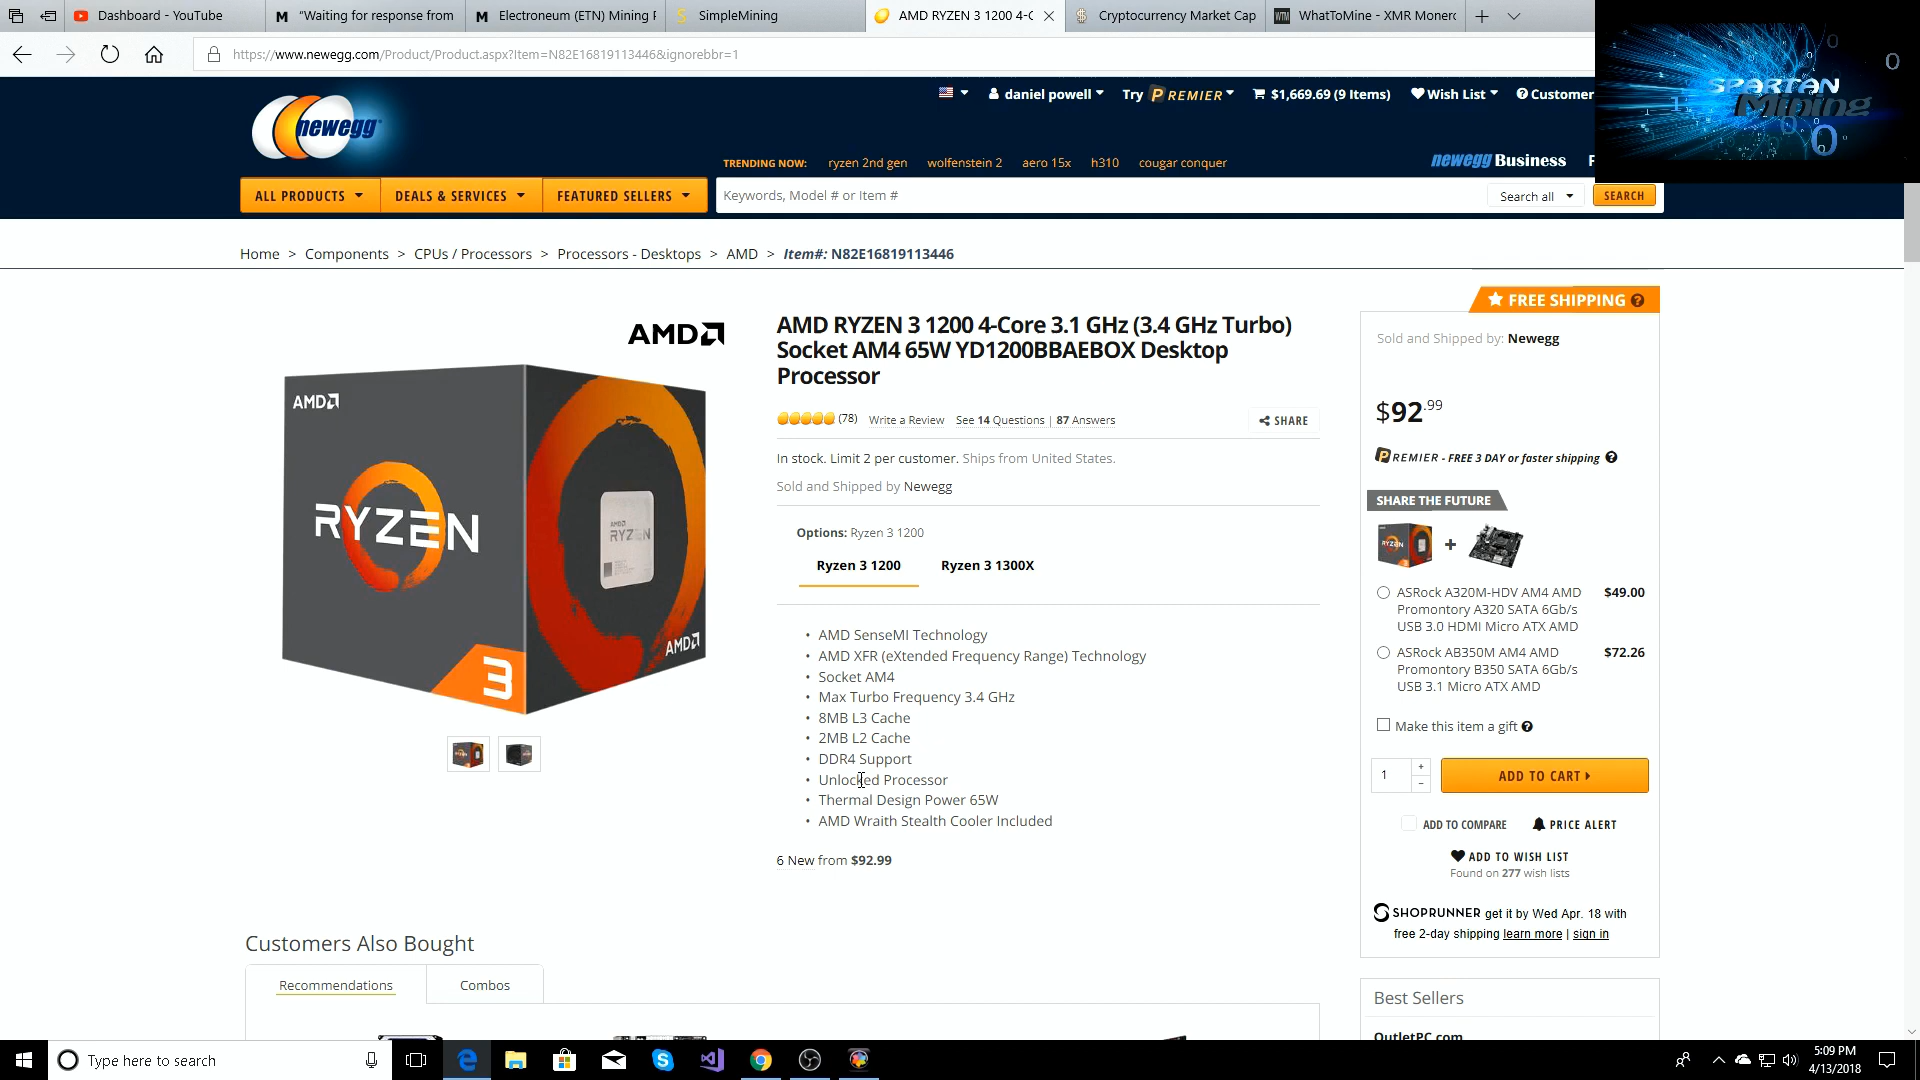 Dashboard - YouTube
"Waiting for response from
Electroneum (ETN) Mining
SimpleMining
AMD RYZEN 3 1200 4-C
Cryptocurrency Market Cap
WhatToMine - XMR Monero
https://www.newegg.com/Product/Product.aspx?Item=N82E16819113446&ignorebbr=1
SPARTAN
Mining
newegg
daniel powell
Try PREMIER
$1,669.69 (9 Items)
Wish List
Customer
TRENDING NOW: ryzen 2nd gen wolfenstein 2 aero 15x h310 cougar conquer
newegg Business
ALL PRODUCTS
DEALS & SERVICES
FEATURED SELLERS
Keywords, Model # or Item #
Search all
SEARCH
Home > Components > CPUs / Processors > Processors - Desktops > AMD > Item#: N82E16819113446
AMD
AMD
RYZEN
3
AMD
RYZEN
AMD
AMD RYZEN 3 1200 4-Core 3.1 GHz (3.4 GHz Turbo)
Socket AM4 65W YD1200BBAEBOX Desktop
Processor
(78) Write a Review See 14 Questions | 87 Answers
SHARE
In stock. Limit 2 per customer. Ships from United States.
Sold and Shipped by Newegg
Options: Ryzen 3 1200
Ryzen 3 1200
Ryzen 3 1300X
• AMD SenseMI Technology
• AMD XFR (eXtended Frequency Range) Technology
• Socket AM4
• Max Turbo Frequency 3.4 GHz
• 8MB L3 Cache
• 2MB L2 Cache
• DDR4 Support
• Unlocked Processor
• Thermal Design Power 65W
• AMD Wraith Stealth Cooler Included
6 New from $92.99
FREE SHIPPING
Sold and Shipped by: Newegg
$92.99
PREMIER - FREE 3 DAY or faster shipping
SHARE THE FUTURE
+
ASRock A320M-HDV AM4 AMD $49.00
Promontory A320 SATA 6Gb/s
USB 3.0 HDMI Micro ATX AMD
ASRock AB350M AM4 AMD $72.26
Promontory B350 SATA 6Gb/s
USB 3.1 Micro ATX AMD
Make this item a gift
1
ADD TO CART
ADD TO COMPARE
PRICE ALERT
ADD TO WISH LIST
Found on 277 wish lists
SHOPRUNNER get it by Wed Apr. 18 with
free 2-day shipping learn more | sign in
Customers Also Bought
Recommendations
Combos
Best Sellers
OutletPC.com
Type here to search
5:09 PM
4/13/2018